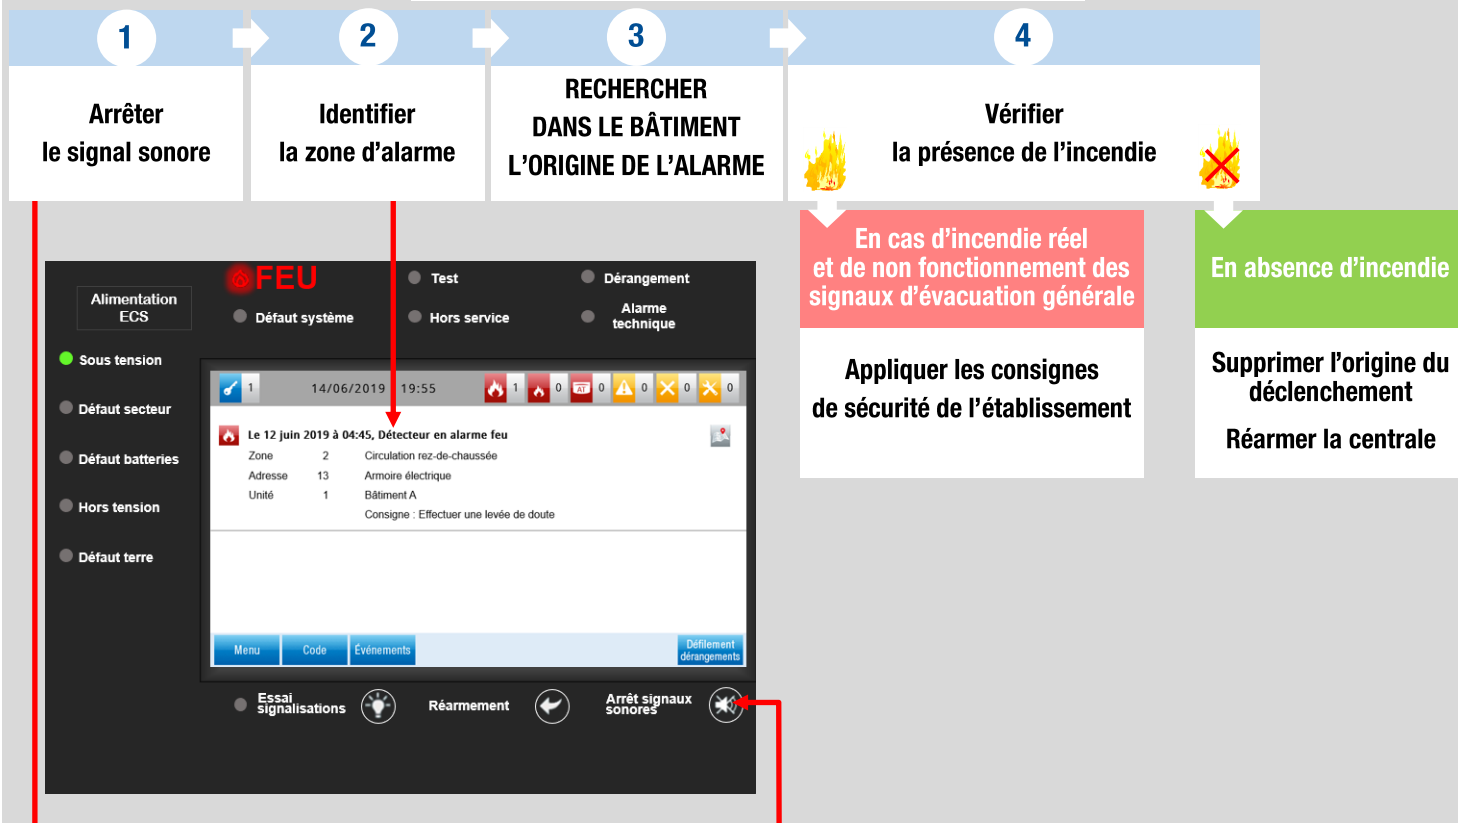 1
2
3
4
Arrêter
le signal sonore
Identifier
la zone d'alarme
RECHERCHER
DANS LE BÂTIMENT
L'ORIGINE DE L'ALARME
Vérifier
la présence de l'incendie
En cas d'incendie réel
et de non fonctionnement des
signaux d'évacuation générale
Appliquer les consignes
de sécurité de l'établissement
En absence d'incendie
Supprimer l'origine du
déclenchement
Réarmer la centrale
Alimentation
ECS
FEU
Test
Dérangement
Défaut système
Hors service
Alarme
technique
Sous tension
Défaut secteur
Défaut batteries
Hors tension
Défaut terre
1 14/06/2019 19:55 1 0 AT 0 0 0 0
Le 12 juin 2019 à 04:45, Détecteur en alarme feu
Zone 2 Circulation rez-de-chaussée
Adresse 13 Armoire électrique
Unité 1 Bâtiment A
Consigne : Effectuer une levée de doute
Menu
Code
Événements
Défilement
dérangements
Essai
signalisations
Réarmement
Arrêt signaux
sonores